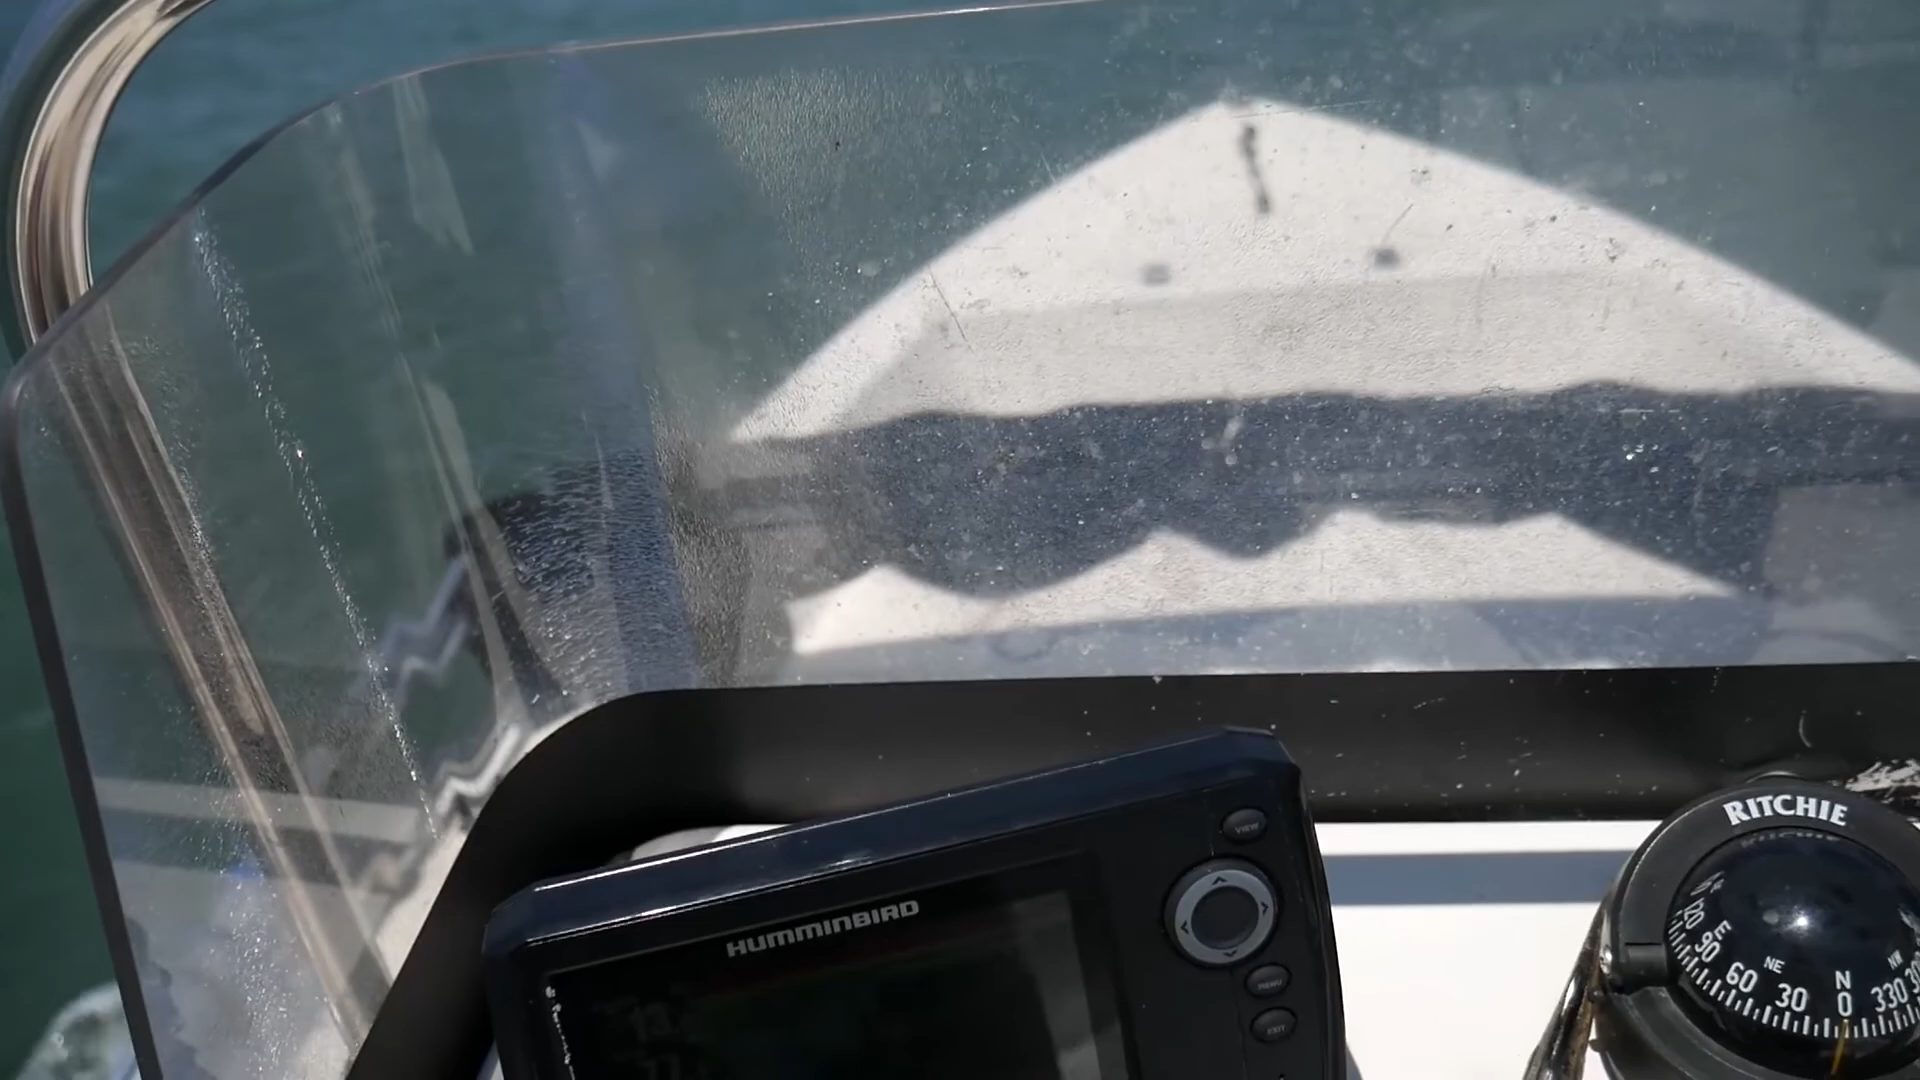 HUMMINBIRD
VIEW
MENU
EXIT
RITCHIE
120 E 90 60 NE 30 N 0 NW 330